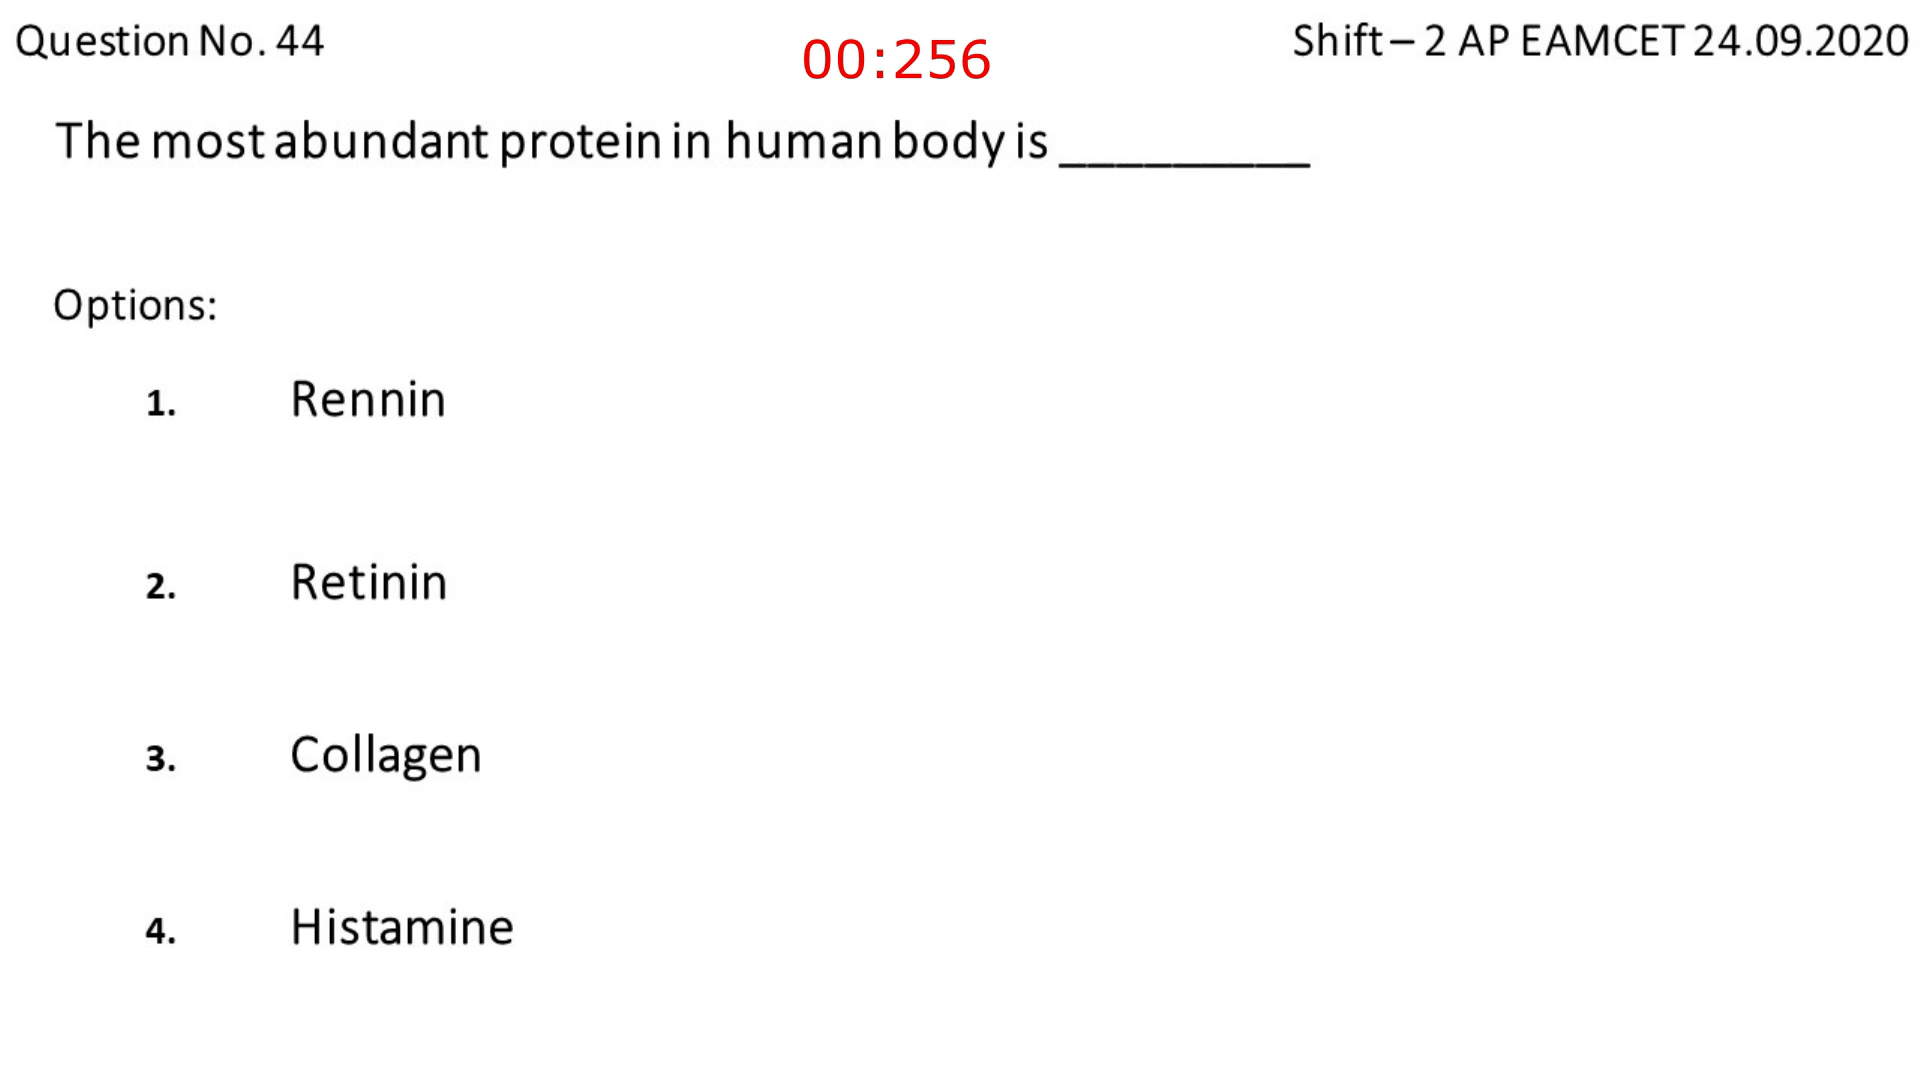 Question No. 44
00:256
Shift – 2 AP EAMCET 24.09.2020
The most abundant protein in human body is _________
Options:
1. Rennin
2. Retinin
3. Collagen
4. Histamine